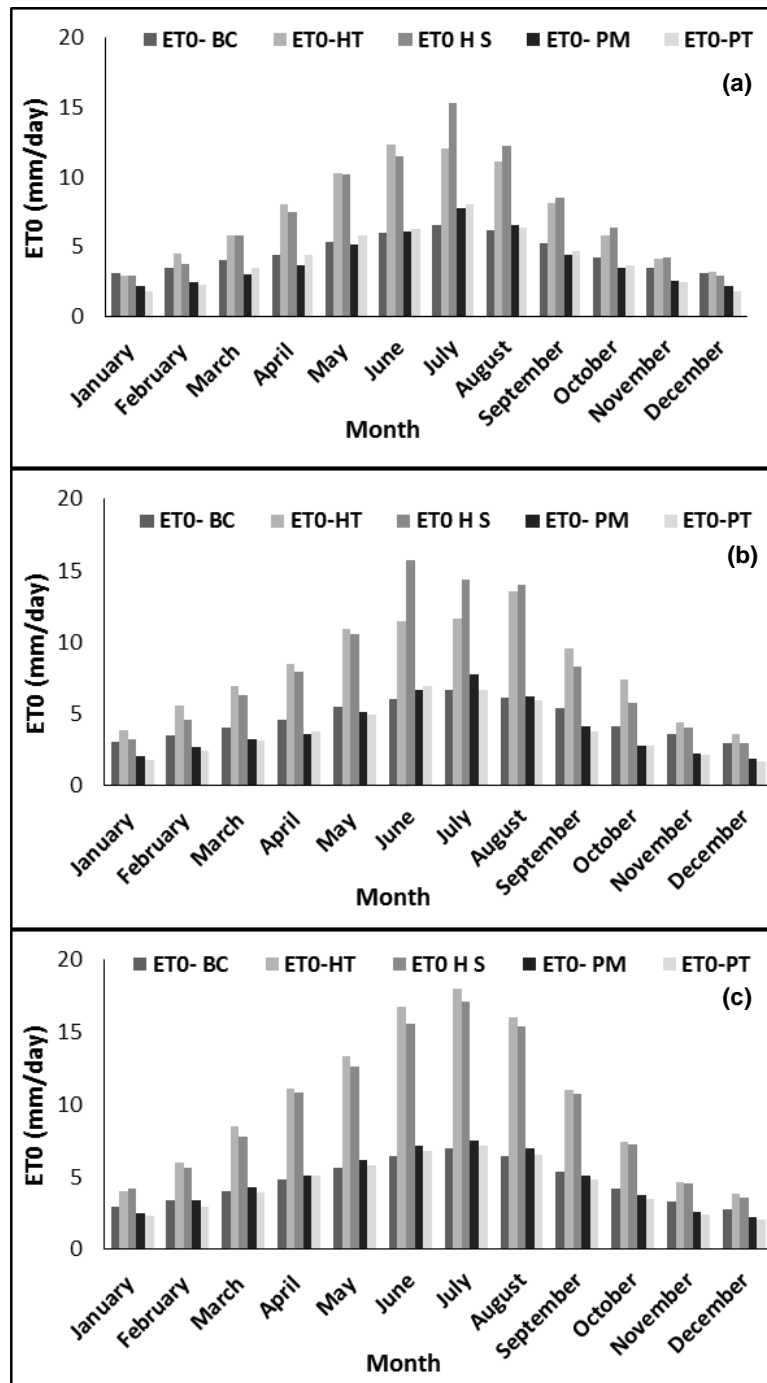 ET0- BC ET0-HT ET0 H S ET0- PM ET0-PT
(a)
20
15
10
5
0
ET0 (mm/day)
January February March April May June July August September October November December
Month
ET0- BC ET0-HT ET0 H S ET0- PM ET0-PT
(b)
20
15
10
5
0
ET0 (mm/day)
January February March April May June July August September October November December
Month
ET0- BC ET0-HT ET0 H S ET0- PM ET0-PT
(c)
20
15
10
5
0
ET0 (mm/day)
January February March April May June July August September October November December
Month